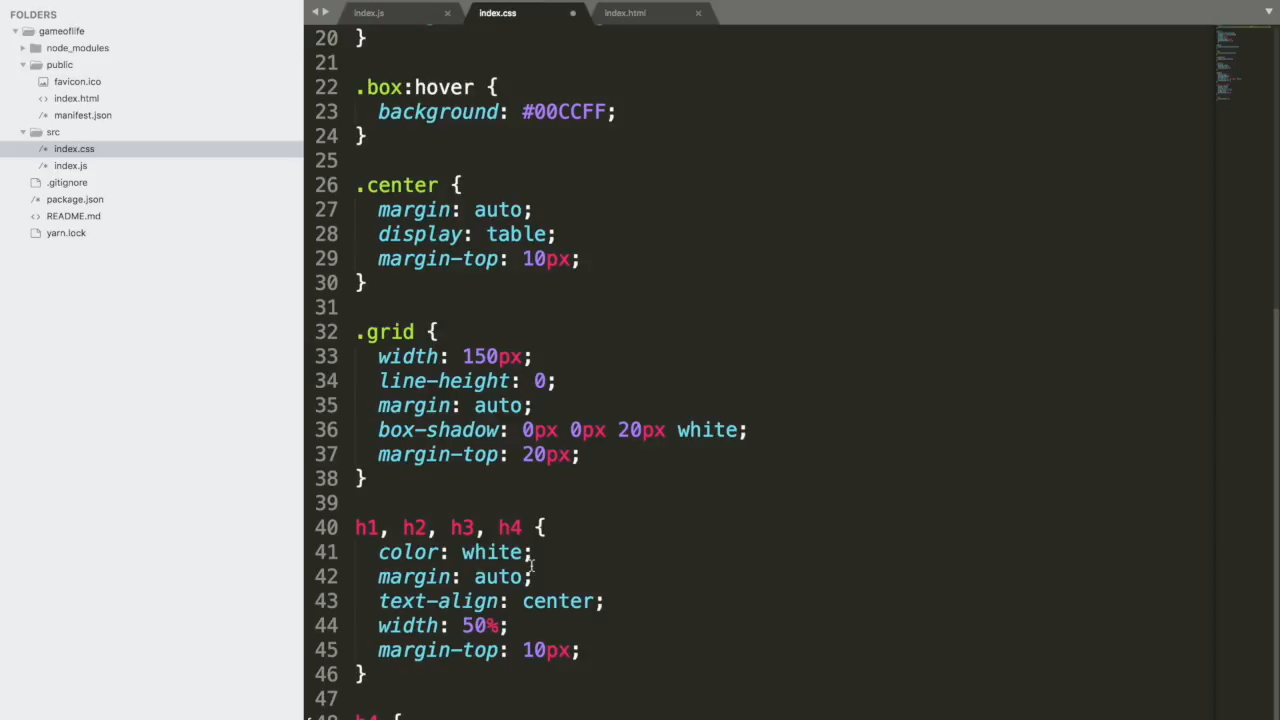 FOLDERS
gameoflife
node_modules
public
favicon.ico
<> index.html
manifest.json
src
/* index.css
/* index.js
.gitignore
package.json
<> README.md
yarn.lock
index.js ×
index.css
index.html ×
20 }
21
22 .box:hover {
23 background: #00CCFF;
24 }
25
26 .center {
27 margin: auto;
28 display: table;
29 margin-top: 10px;
30 }
31
32 .grid {
33 width: 150px;
34 line-height: 0;
35 margin: auto;
36 box-shadow: 0px 0px 20px white;
37 margin-top: 20px;
38 }
39
40 h1, h2, h3, h4 {
41 color: white;
42 margin: auto;
43 text-align: center;
44 width: 50%;
45 margin-top: 10px;
46 }
47
48 h4 {